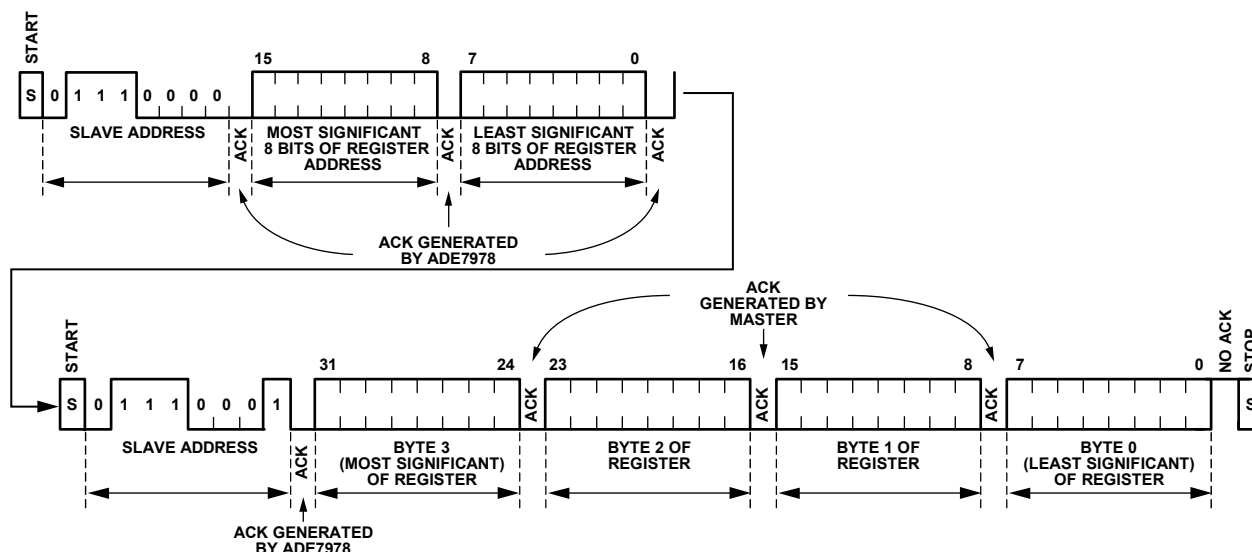 START
15 8 7 0
S 0 1 1 1 0 0 0 0
SLAVE ADDRESS
ACK
MOST SIGNIFICANT
8 BITS OF REGISTER
ADDRESS
ACK
LEAST SIGNIFICANT
8 BITS OF REGISTER
ADDRESS
ACK
ACK GENERATED
BY ADE7978
ACK
GENERATED BY
MASTER
START
31 24 23 16 15 8 7 0
NO ACK
STOP
S 0 1 1 1 0 0 0 1
ACK
ACK
ACK
S
SLAVE ADDRESS
ACK
BYTE 3
(MOST SIGNIFICANT)
OF REGISTER
BYTE 2 OF
REGISTER
BYTE 1 OF
REGISTER
BYTE 0
(LEAST SIGNIFICANT)
OF REGISTER
ACK GENERATED
BY ADE7978